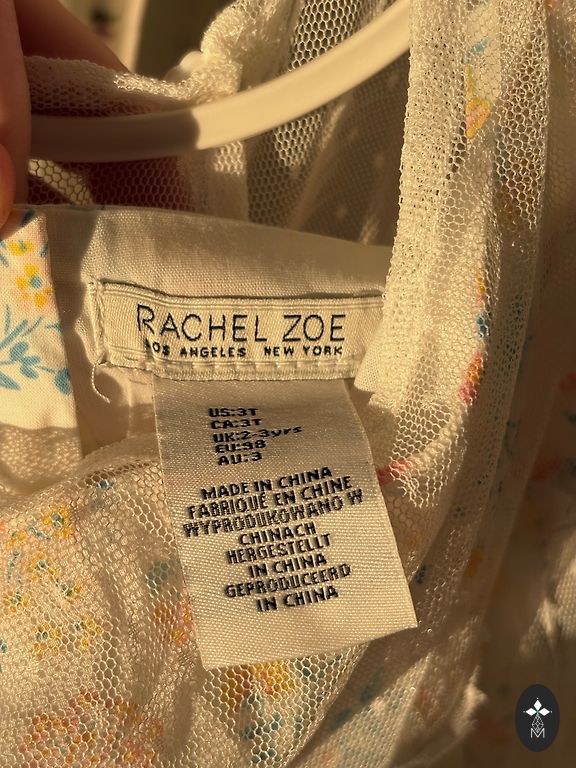 RACHEL ZOE
LOS ANGELES NEW YORK
US:3T
CA:3T
UK:2-3yrs
EU:98
AU:3
MADE IN CHINA
FABRIQUÉ EN CHINE
WYPRODUKOWANO W
CHINACH
HERGESTELLT
IN CHINA
GEPRODUCEERD
IN CHINA
M